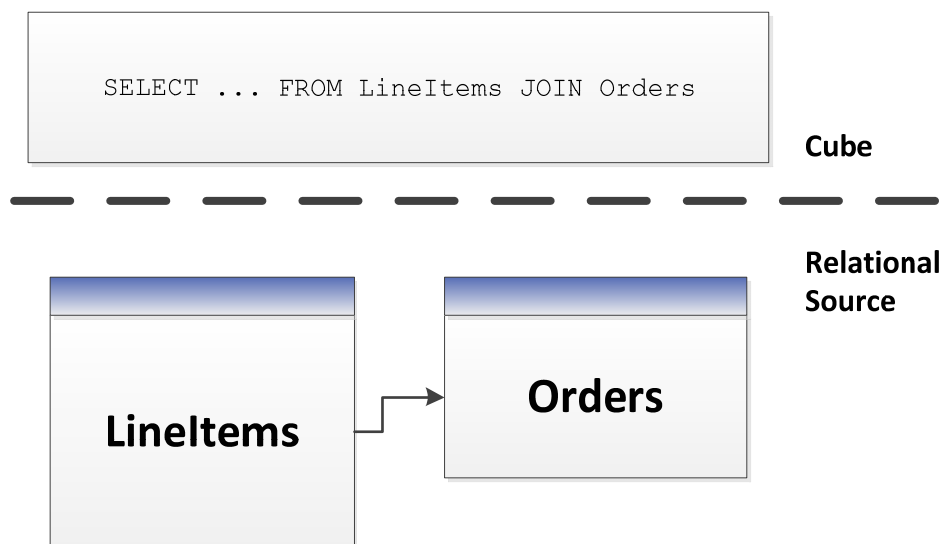 SELECT ... FROM LineItems JOIN Orders
Cube
Relational
Source
LineItems
Orders